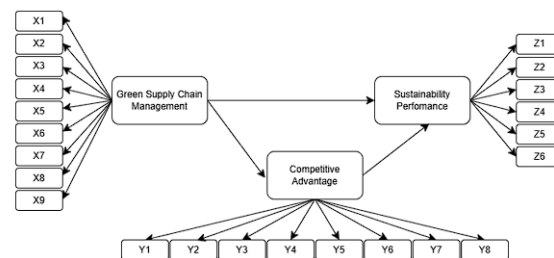 X1
X2
X3
X4
X5
X6
X7
X8
X9
Green Supply Chain
Management
Sustainability
Perfomance
Competitive
Advantage
Z1
Z2
Z3
Z4
Z5
Z6
Y1 Y2 Y3 Y4 Y5 Y6 Y7 Y8